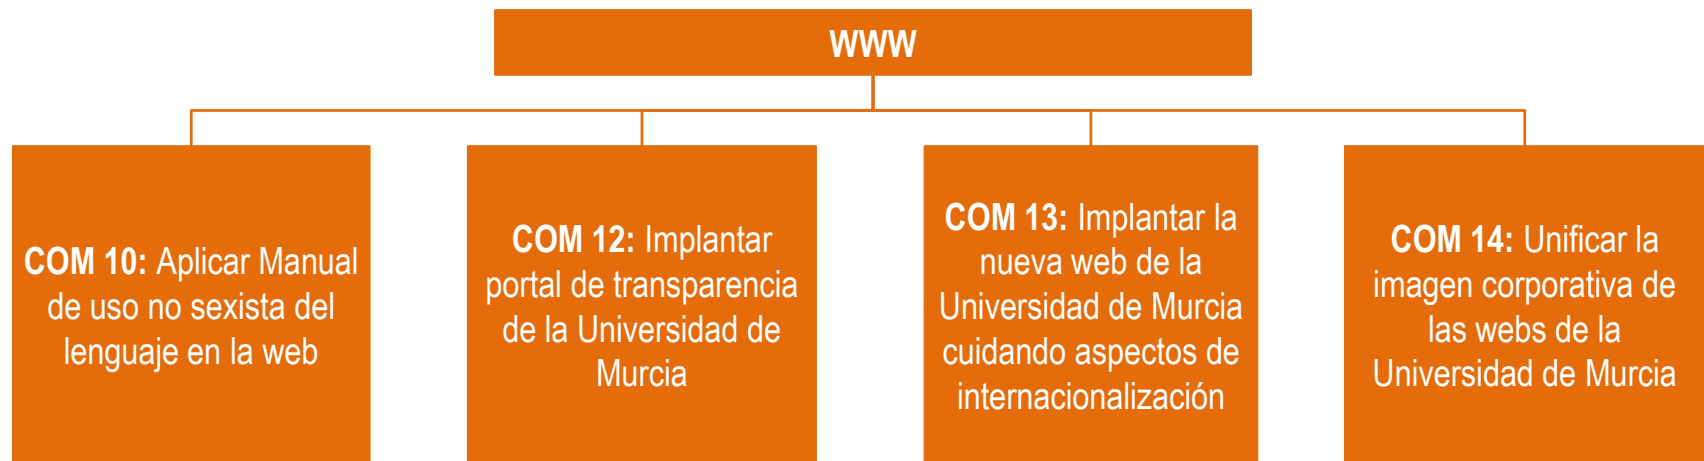 WWW
COM 10: Aplicar Manual
de uso no sexista del
lenguaje en la web
COM 12: Implantar
portal de transparencia
de la Universidad de
Murcia
COM 13: Implantar la
nueva web de la
Universidad de Murcia
cuidando aspectos de
internacionalización
COM 14: Unificar la
imagen corporativa de
las webs de la
Universidad de Murcia